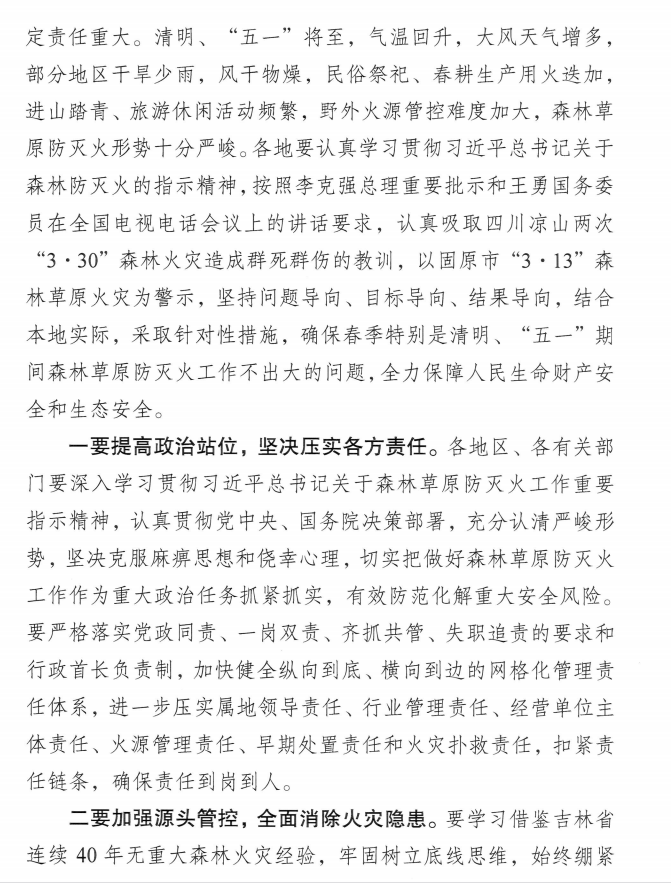 定责任重大。清明、“五一”将至，气温回升，大风天气增多，
部分地区干旱少雨，风干物燥，民俗祭祀、春耕生产用火迭加，
进山踏青、旅游休闲活动频繁，野外火源管控难度加大，森林草
原防灭火形势十分严峻。各地要认真学习贯彻习近平总书记关于
森林防灭火的指示精神，按照李克强总理重要批示和王勇国务委
员在全国电视电话会议上的讲话要求，认真吸取四川凉山两次
“3·30”森林火灾造成群死群伤的教训，以固原市“3·13”森
林草原火灾为警示，坚持问题导向、目标导向、结果导向，结合
本地实际，采取针对性措施，确保春季特别是清明、“五一”期
间森林草原防灭火工作不出大的问题，全力保障人民生命财产安
全和生态安全。
一要提高政治站位，坚决压实各方责任。各地区、各有关部
门要深入学习贯彻习近平总书记关于森林草原防灭火工作重要
指示精神，认真贯彻党中央、国务院决策部署，充分认清严峻形
势，坚决克服麻痹思想和侥幸心理，切实把做好森林草原防灭火
工作作为重大政治任务抓紧抓实，有效防范化解重大安全风险。
要严格落实党政同责、一岗双责、齐抓共管、失职追责的要求和
行政首长负责制，加快健全纵向到底、横向到边的网格化管理责
任体系，进一步压实属地领导责任、行业管理责任、经营单位主
体责任、火源管理责任、早期处置责任和火灾扑救责任，扣紧责
任链条，确保责任到岗到人。
二要加强源头管控，全面消除火灾隐患。要学习借鉴吉林省
连续 40 年无重大森林火灾经验，牢固树立底线思维，始终绷紧